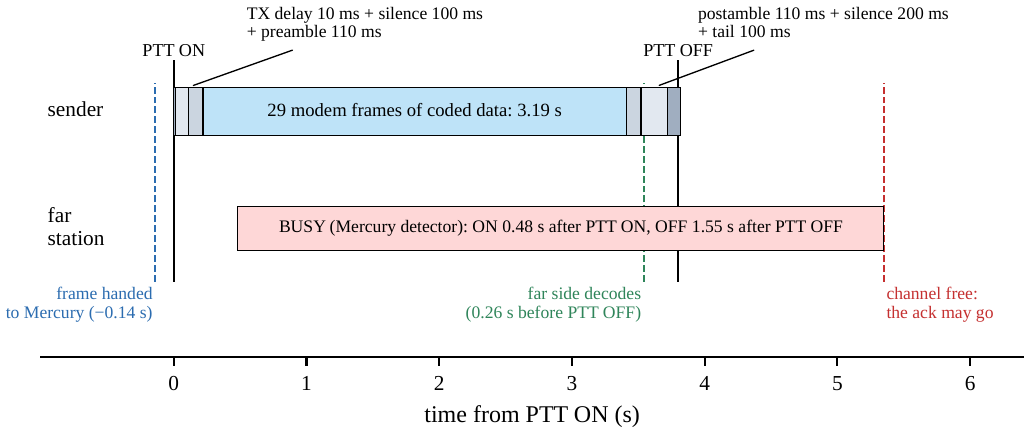 TX delay 10 ms + silence 100 ms
+ preamble 110 ms
postamble 110 ms + silence 200 ms
+ tail 100 ms
PTT ON
PTT OFF
sender
29 modem frames of coded data: 3.19 s
far
station
BUSY (Mercury detector): ON 0.48 s after PTT ON, OFF 1.55 s after PTT OFF
frame handed
to Mercury (−0.14 s)
far side decodes
(0.26 s before PTT OFF)
channel free:
the ack may go
0 1 2 3 4 5 6
time from PTT ON (s)